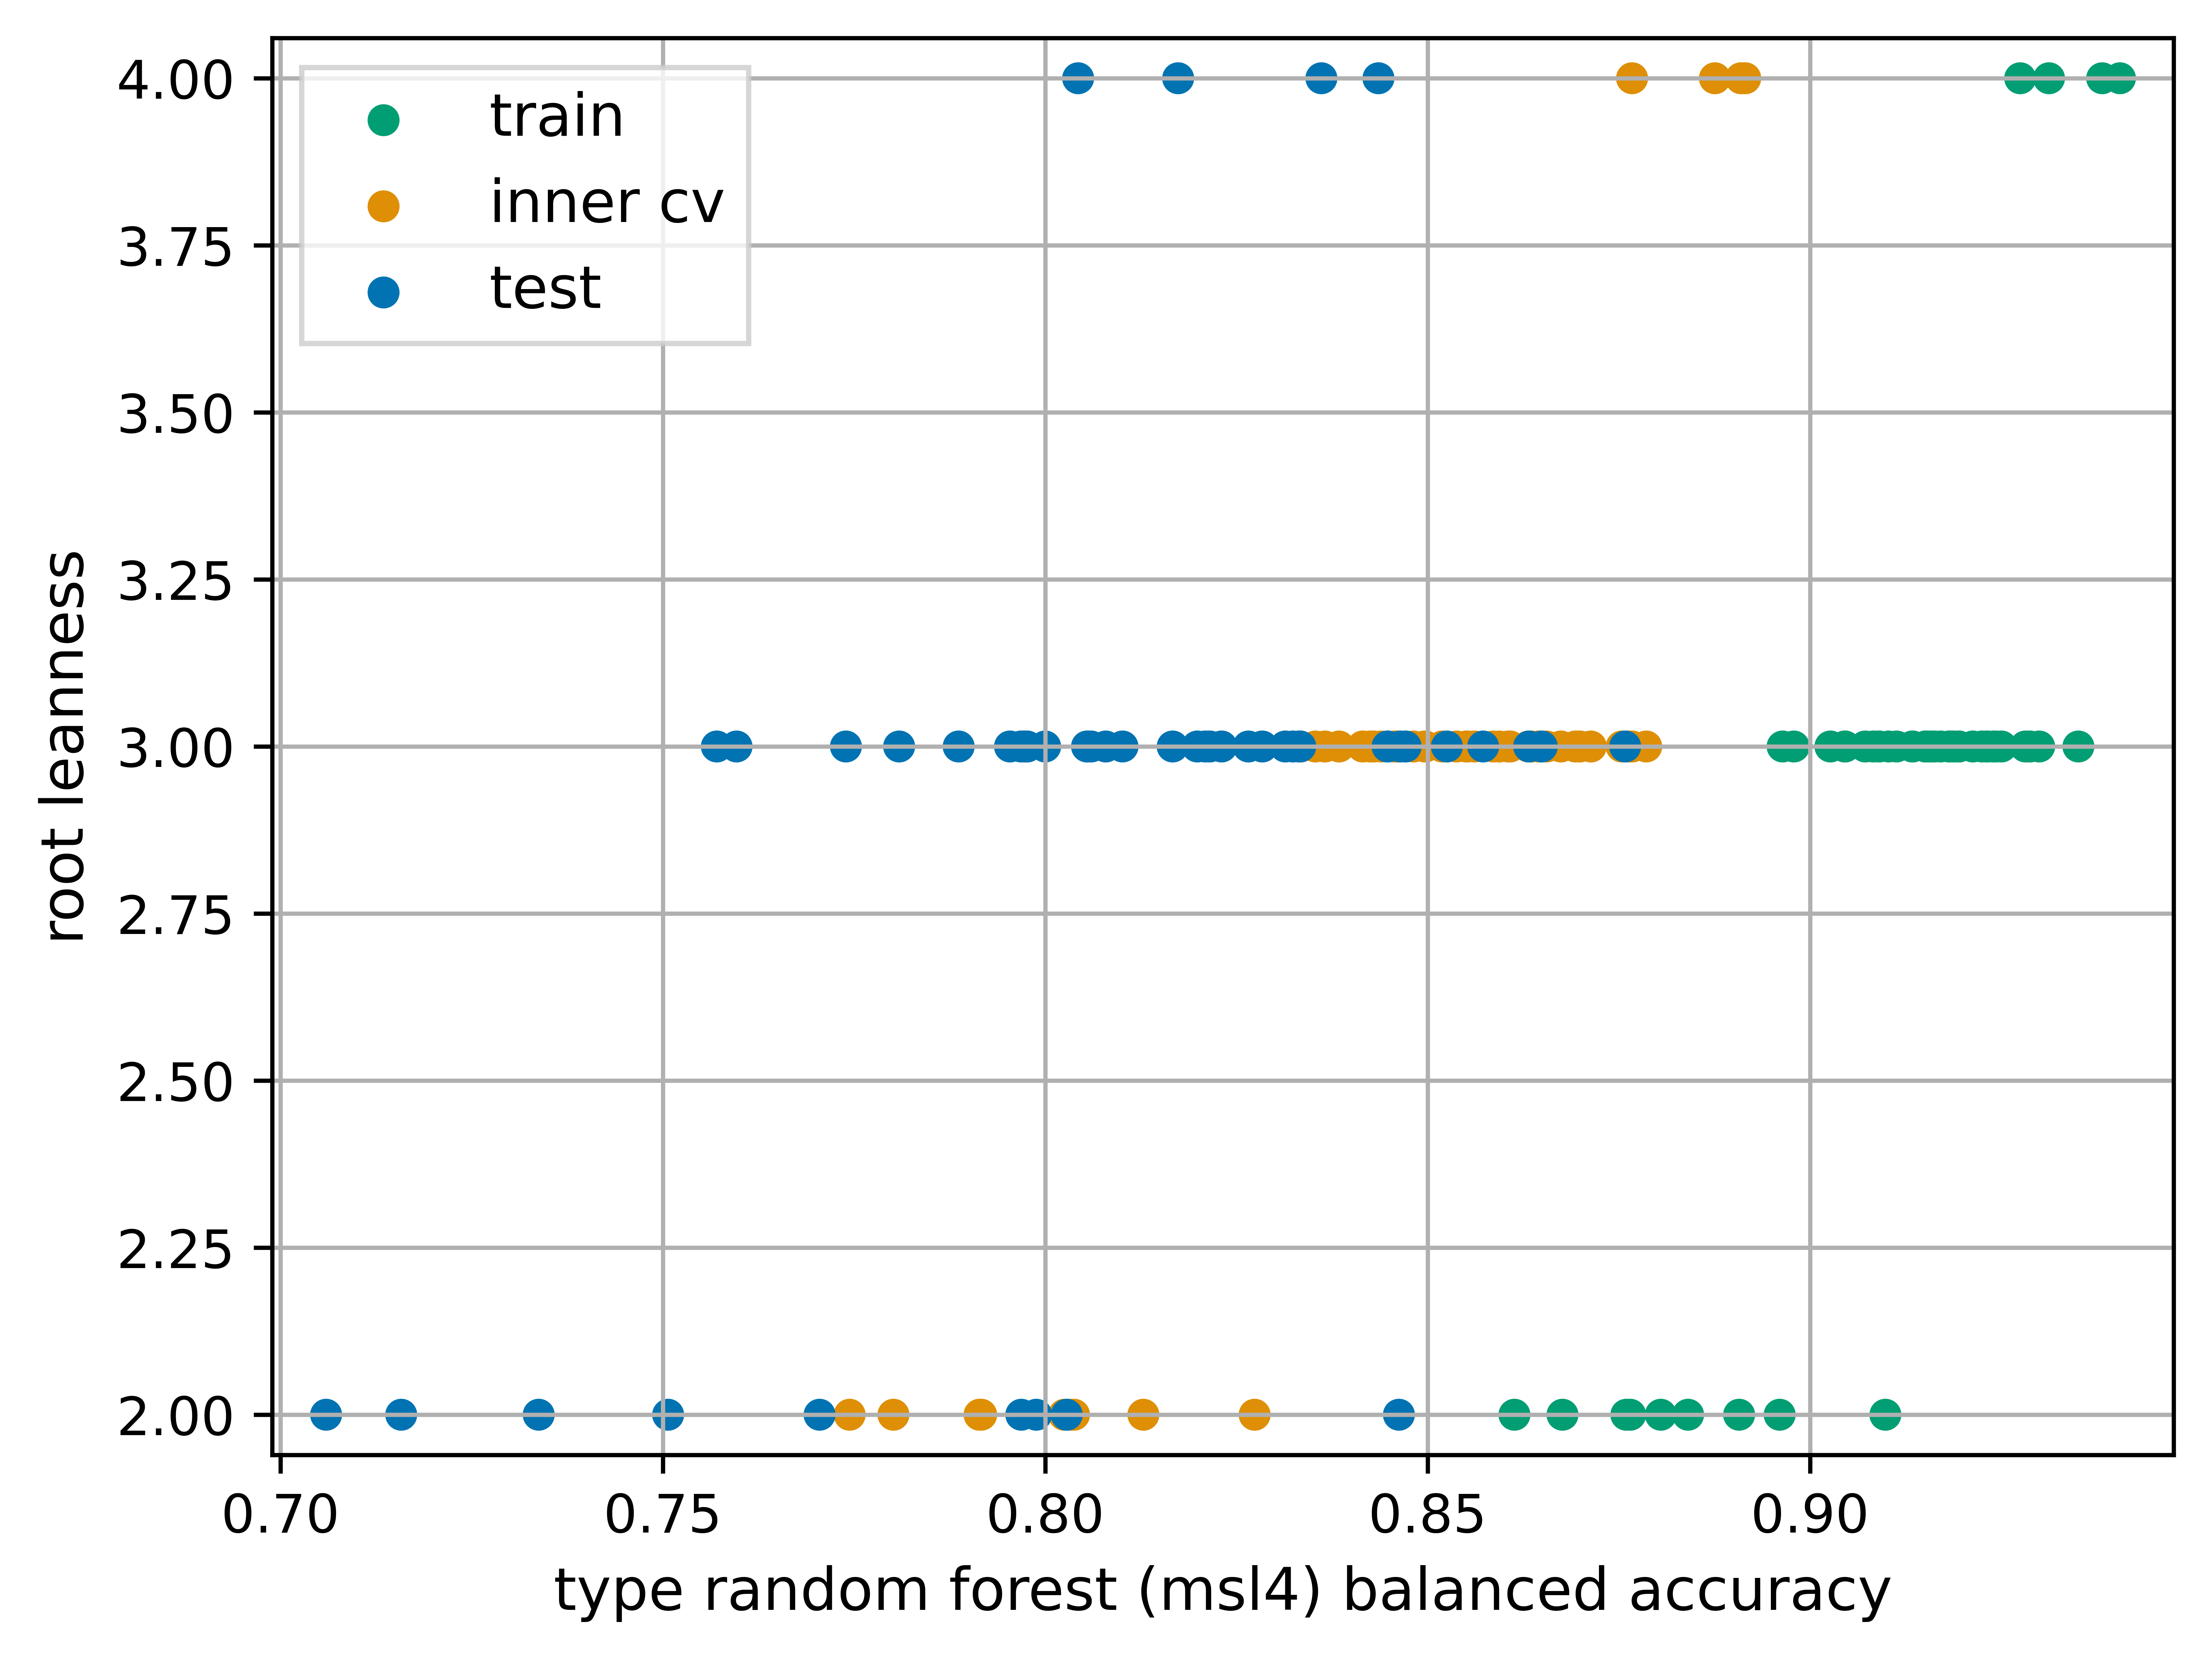 train
inner cv
test
4.00
3.75
3.50
3.25
3.00
2.75
2.50
2.25
2.00
root leanness
0.70 0.75 0.80 0.85 0.90
type random forest (msl4) balanced accuracy